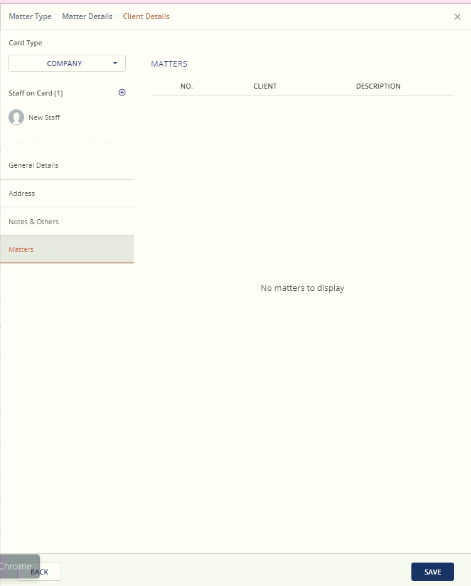 Matter Type Matter Details Client Details
Card Type
COMPANY
Staff on Card (1)
New Staff
General Details
Address
Notes & Others
Matters
MATTERS
NO. CLIENT DESCRIPTION
No matters to display
Chrome
BACK
SAVE